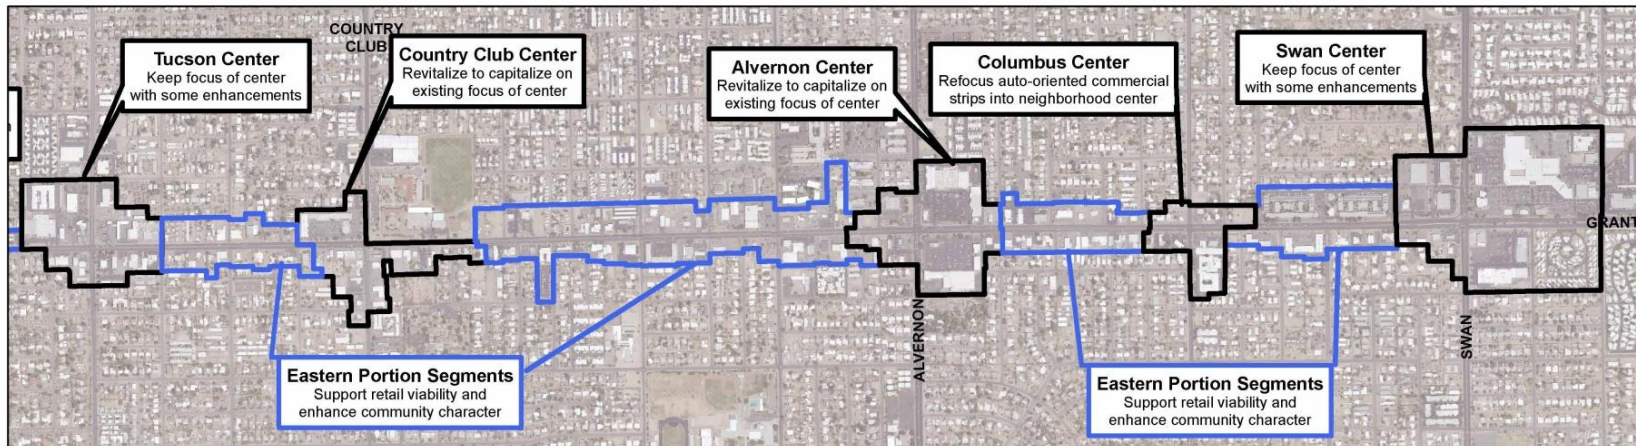 COUNTRY
CLUB
Tucson Center
Keep focus of center
with some enhancements
Country Club Center
Revitalize to capitalize on
existing focus of center
Alvernon Center
Revitalize to capitalize on
existing focus of center
Columbus Center
Refocus auto-oriented commercial
strips into neighborhood center
Swan Center
Keep focus of center
with some enhancements
GRANT
ALVERNON
SWAN
Eastern Portion Segments
Support retail viability and
enhance community character
Eastern Portion Segments
Support retail viability and
enhance community character